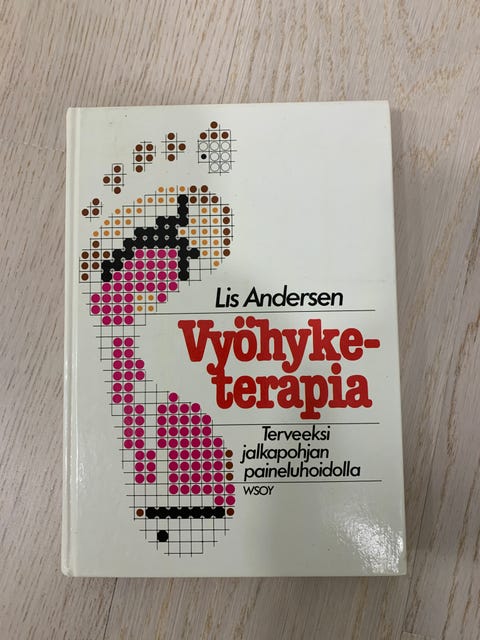 Lis Andersen
Vyöhyke-
terapia
Terveeksi
jalkapohjan
paineluhoidolla
WSOY